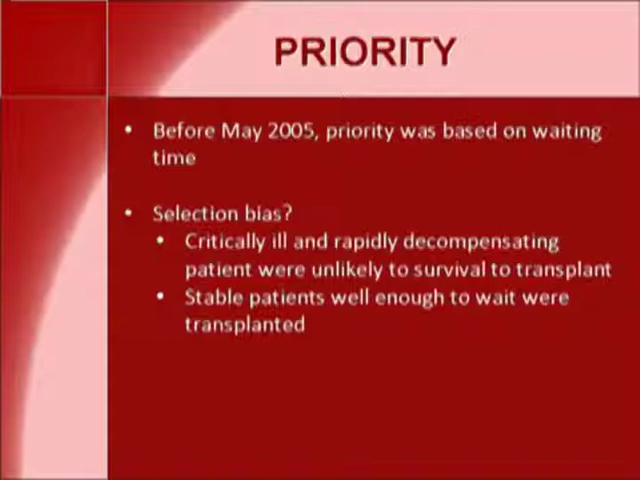 PRIORITY
• Before May 2005, priority was based on waiting
time
• Selection bias?
• Critically ill and rapidly decompensating
patient were unlikely to survival to transplant
• Stable patients well enough to wait were
transplanted